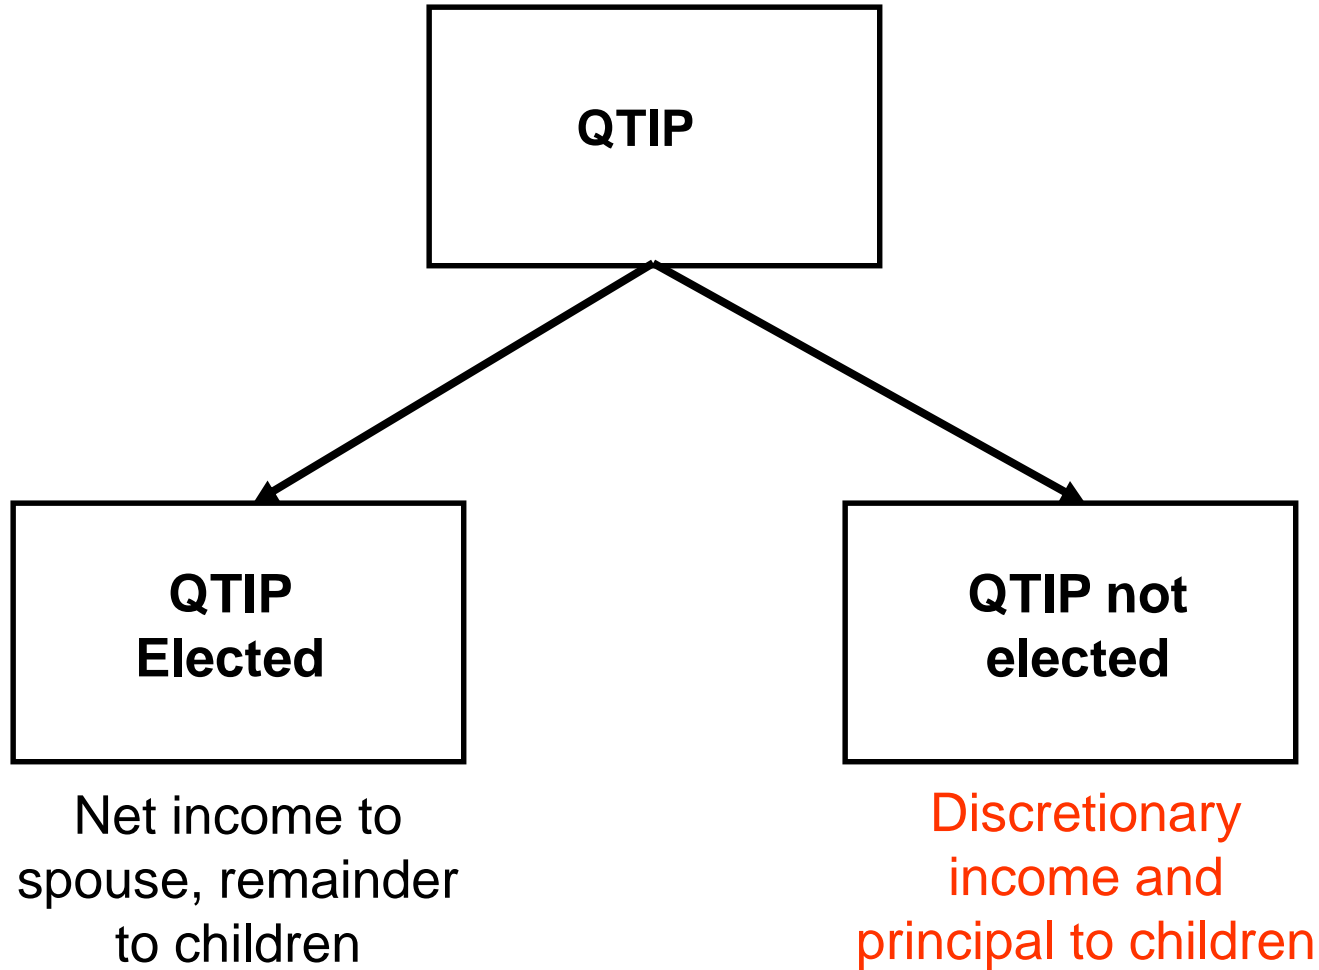 QTIP
QTIP
Elected
QTIP not
elected
Net income to
spouse, remainder
to children
Discretionary
income and
principal to children